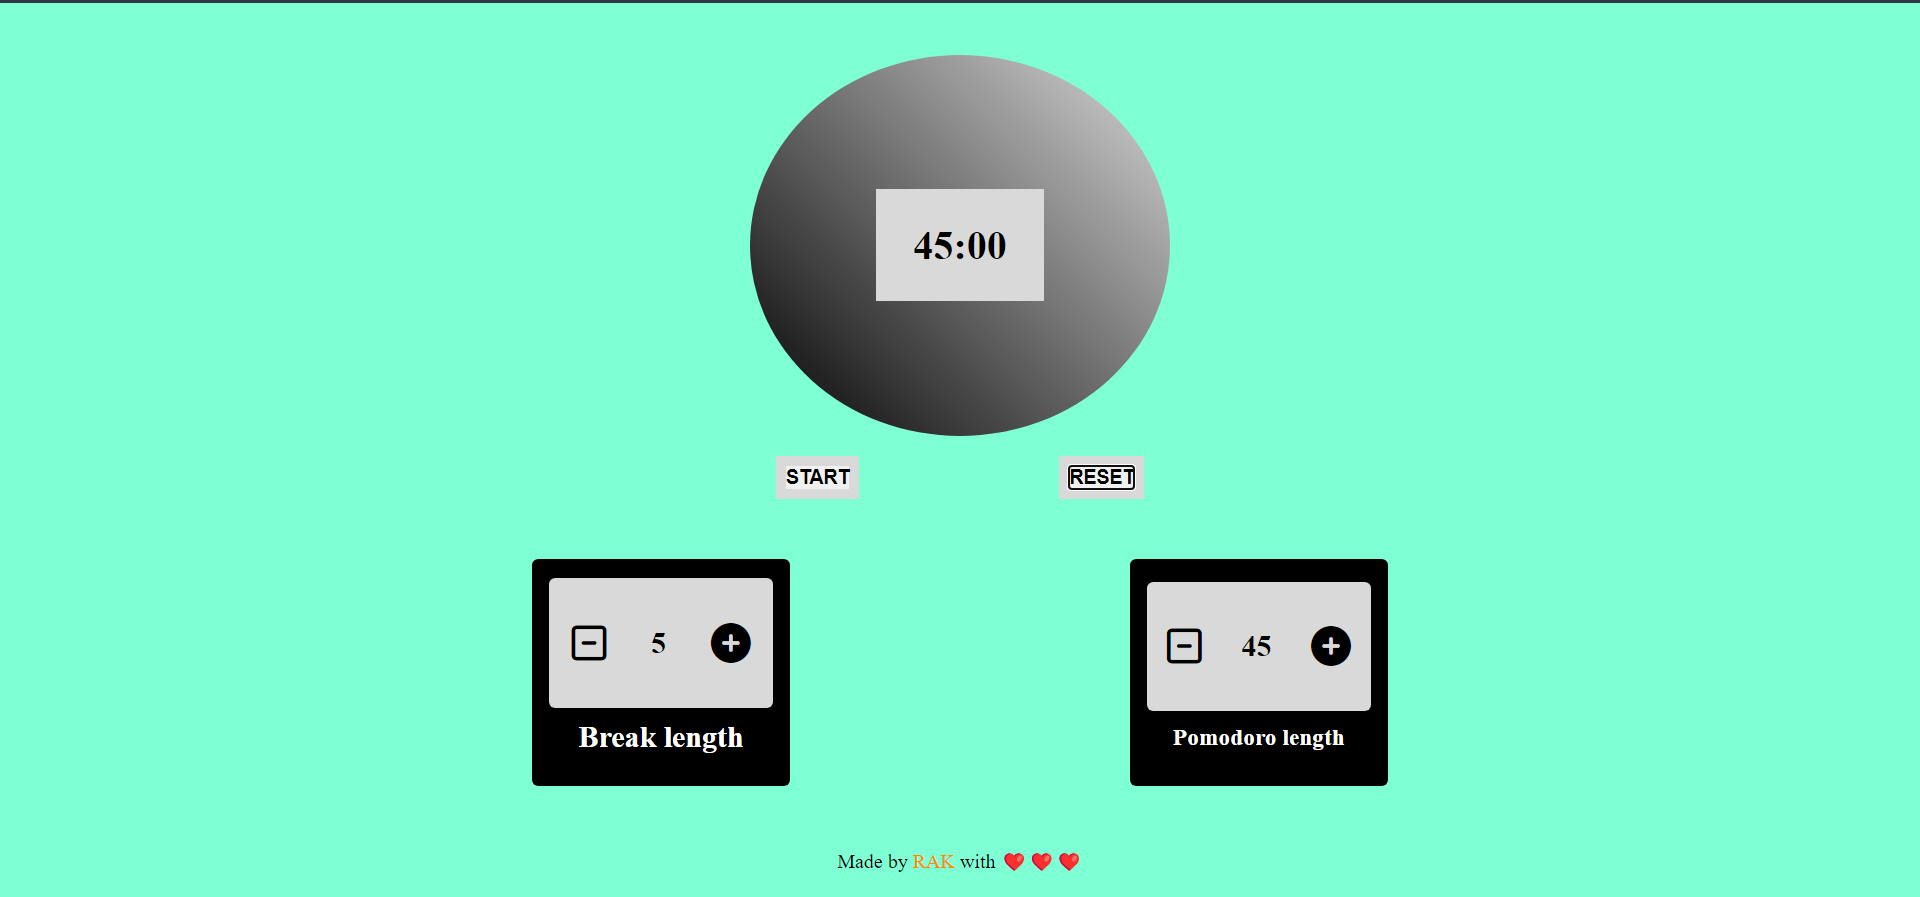 45:00
START
RESET
5
45
Break length
Pomodoro length
Made by RAK with ❤️ ❤️ ❤️